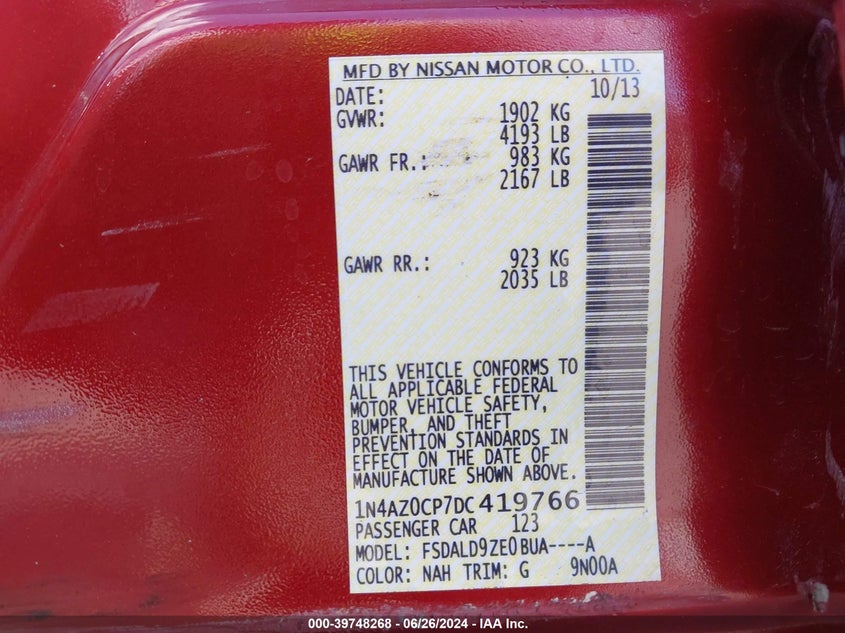 MFD BY NISSAN MOTOR CO., LTD.
DATE: 10/13
GVWR: 1902 KG
4193 LB
GAWR FR.: 983 KG
2167 LB
GAWR RR.: 923 KG
2035 LB
THIS VEHICLE CONFORMS TO
ALL APPLICABLE FEDERAL
MOTOR VEHICLE SAFETY,
BUMPER, AND THEFT
PREVENTION STANDARDS IN
EFFECT ON THE DATE OF
MANUFACTURE SHOWN ABOVE.
1N4AZ0CP7DC419766
PASSENGER CAR 123
MODEL: FSDALD9ZE0BUA----A
COLOR: NAH TRIM: G 9N00A
000-39748268 - 06/26/2024 - IAA Inc.